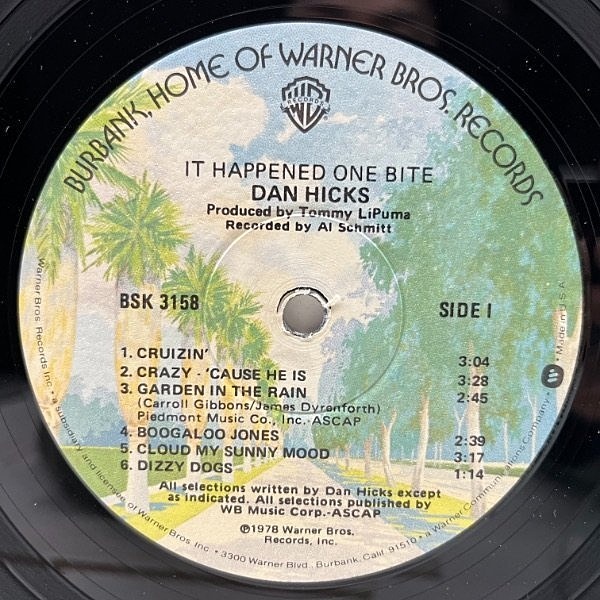 BURBANK, HOME OF WARNER BROS. RECORDS
RECORDS
IT HAPPENED ONE BITE
DAN HICKS
Produced by Tommy LiPuma
Recorded by Al Schmitt
BSK 3158
SIDE I
1. CRUIZIN' 3:04
2. CRAZY - 'CAUSE HE IS 3:28
3. GARDEN IN THE RAIN 2:45
(Carroll Gibbons/James Dyrenforth)
Piedmont Music Co., Inc.-ASCAP
4. BOOGALOO JONES 2:39
5. CLOUD MY SUNNY MOOD 3:17
6. DIZZY DOGS 1:14
All selections written by Dan Hicks except
as indicated. All selections published by
WB Music Corp.-ASCAP
℗1978 Warner Bros.
Records, Inc.
Warner Bros. Records Inc. • a subsidiary and licensee of Warner Bros. Inc. • 3300 Warner Blvd., Burbank, Calif. 91510 • a Warner Communications Company • Made in U.S.A.